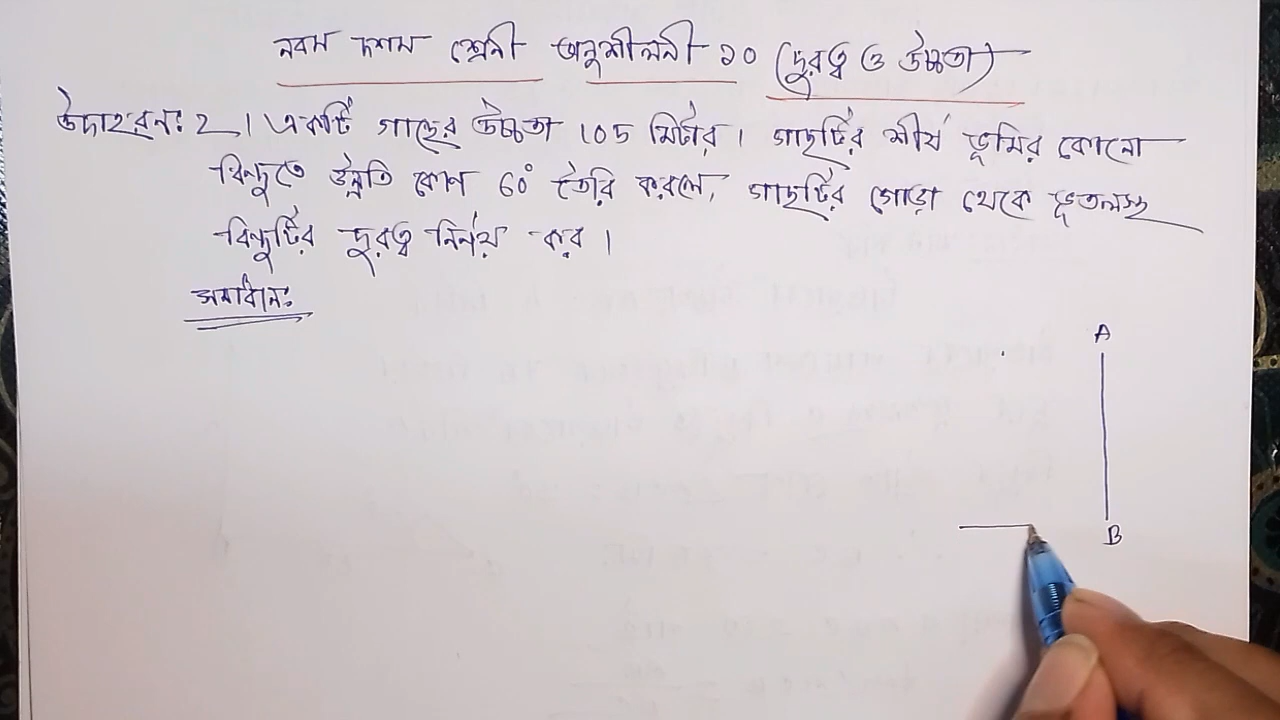 নবম দশম শ্রেনী অনুশীলনী ১০ (দুরত্ব ও উচ্চতা)
উদাহরনঃ 2। একটি গাছের উচ্চতা 105 মিটার। গাছটির শীর্ষ ভূমির কোনো
বিন্দুতে উন্নতি কোণ 60° তৈরি করলে, গাছটির গোড়া থেকে ভূতলস্থ
বিন্দুটির দুরত্ব নির্ণয় কর।
সমাধানঃ
A
B